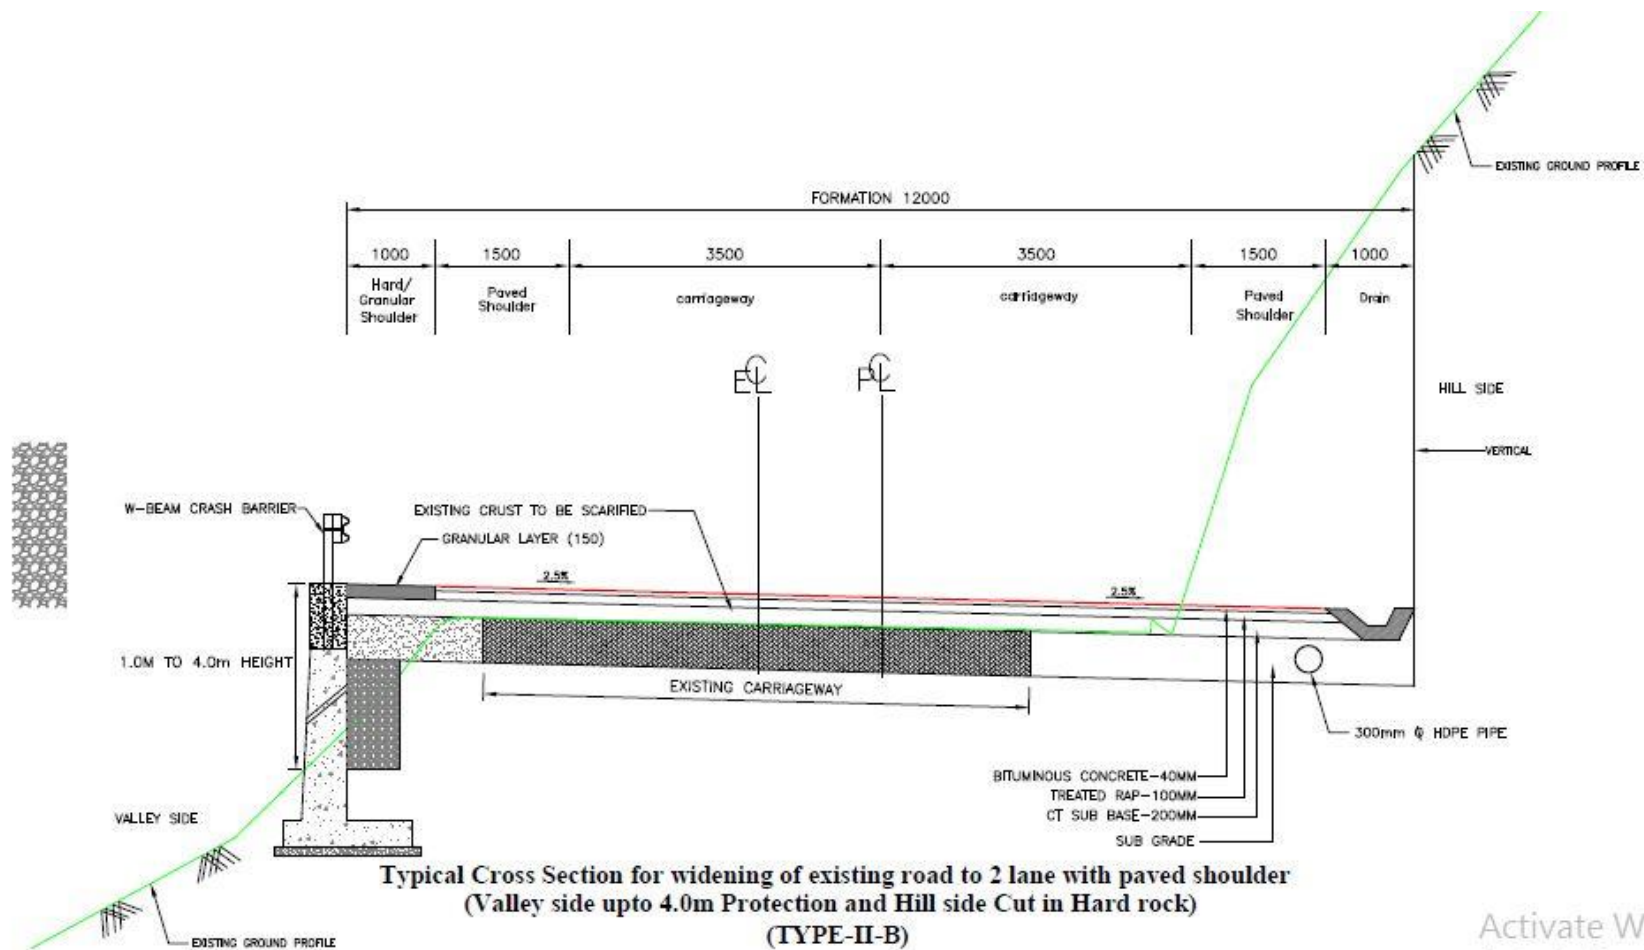 EXISTING GROUND PROFILE
FORMATION 12000
1000 1500 3500 3500 1500 1000
Hard/
Granular
Shoulder
Paved
Shoulder
carriageway
carriageway
Paved
Shoulder
Drain
ECL
PCL
HILL SIDE
VERTICAL
W-BEAM CRASH BARRIER
EXISTING CRUST TO BE SCARIFIED
GRANULAR LAYER (150)
2.5%
2.5%
1.0M TO 4.0m HEIGHT
EXISTING CARRIAGEWAY
300mm ⌀ HDPE PIPE
BITUMINOUS CONCRETE-40MM
TREATED RAP-100MM
CT SUB BASE-200MM
SUB GRADE
VALLEY SIDE
EXISTING GROUND PROFILE
Typical Cross Section for widening of existing road to 2 lane with paved shoulder
(Valley side upto 4.0m Protection and Hill side Cut in Hard rock)
(TYPE-II-B)
Activate W